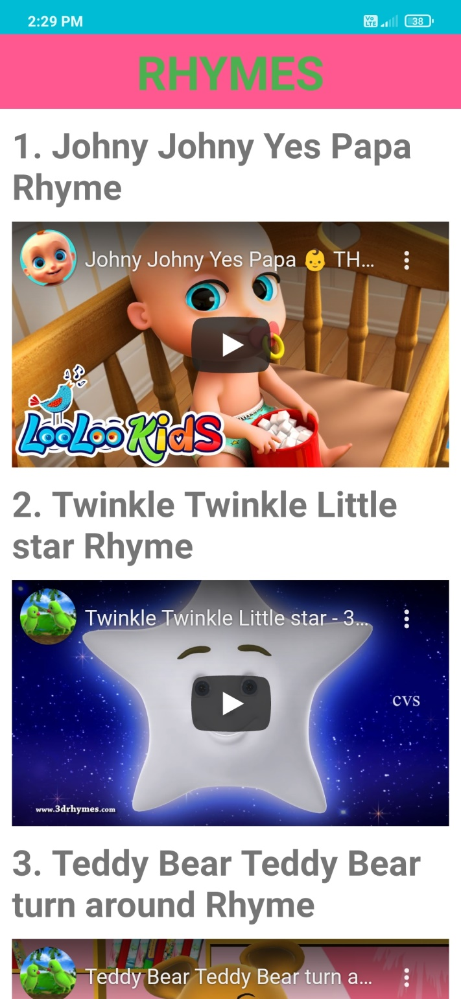 2:29 PM
Vo
LTE
38
RHYMES
1. Johny Johny Yes Papa
Rhyme
Johny Johny Yes Papa 👶 TH...
LooLoo Kids
2. Twinkle Twinkle Little
star Rhyme
Twinkle Twinkle Little star - 3...
cvs
www.3drhymes.com
3. Teddy Bear Teddy Bear
turn around Rhyme
Teddy Bear Teddy Bear turn a...